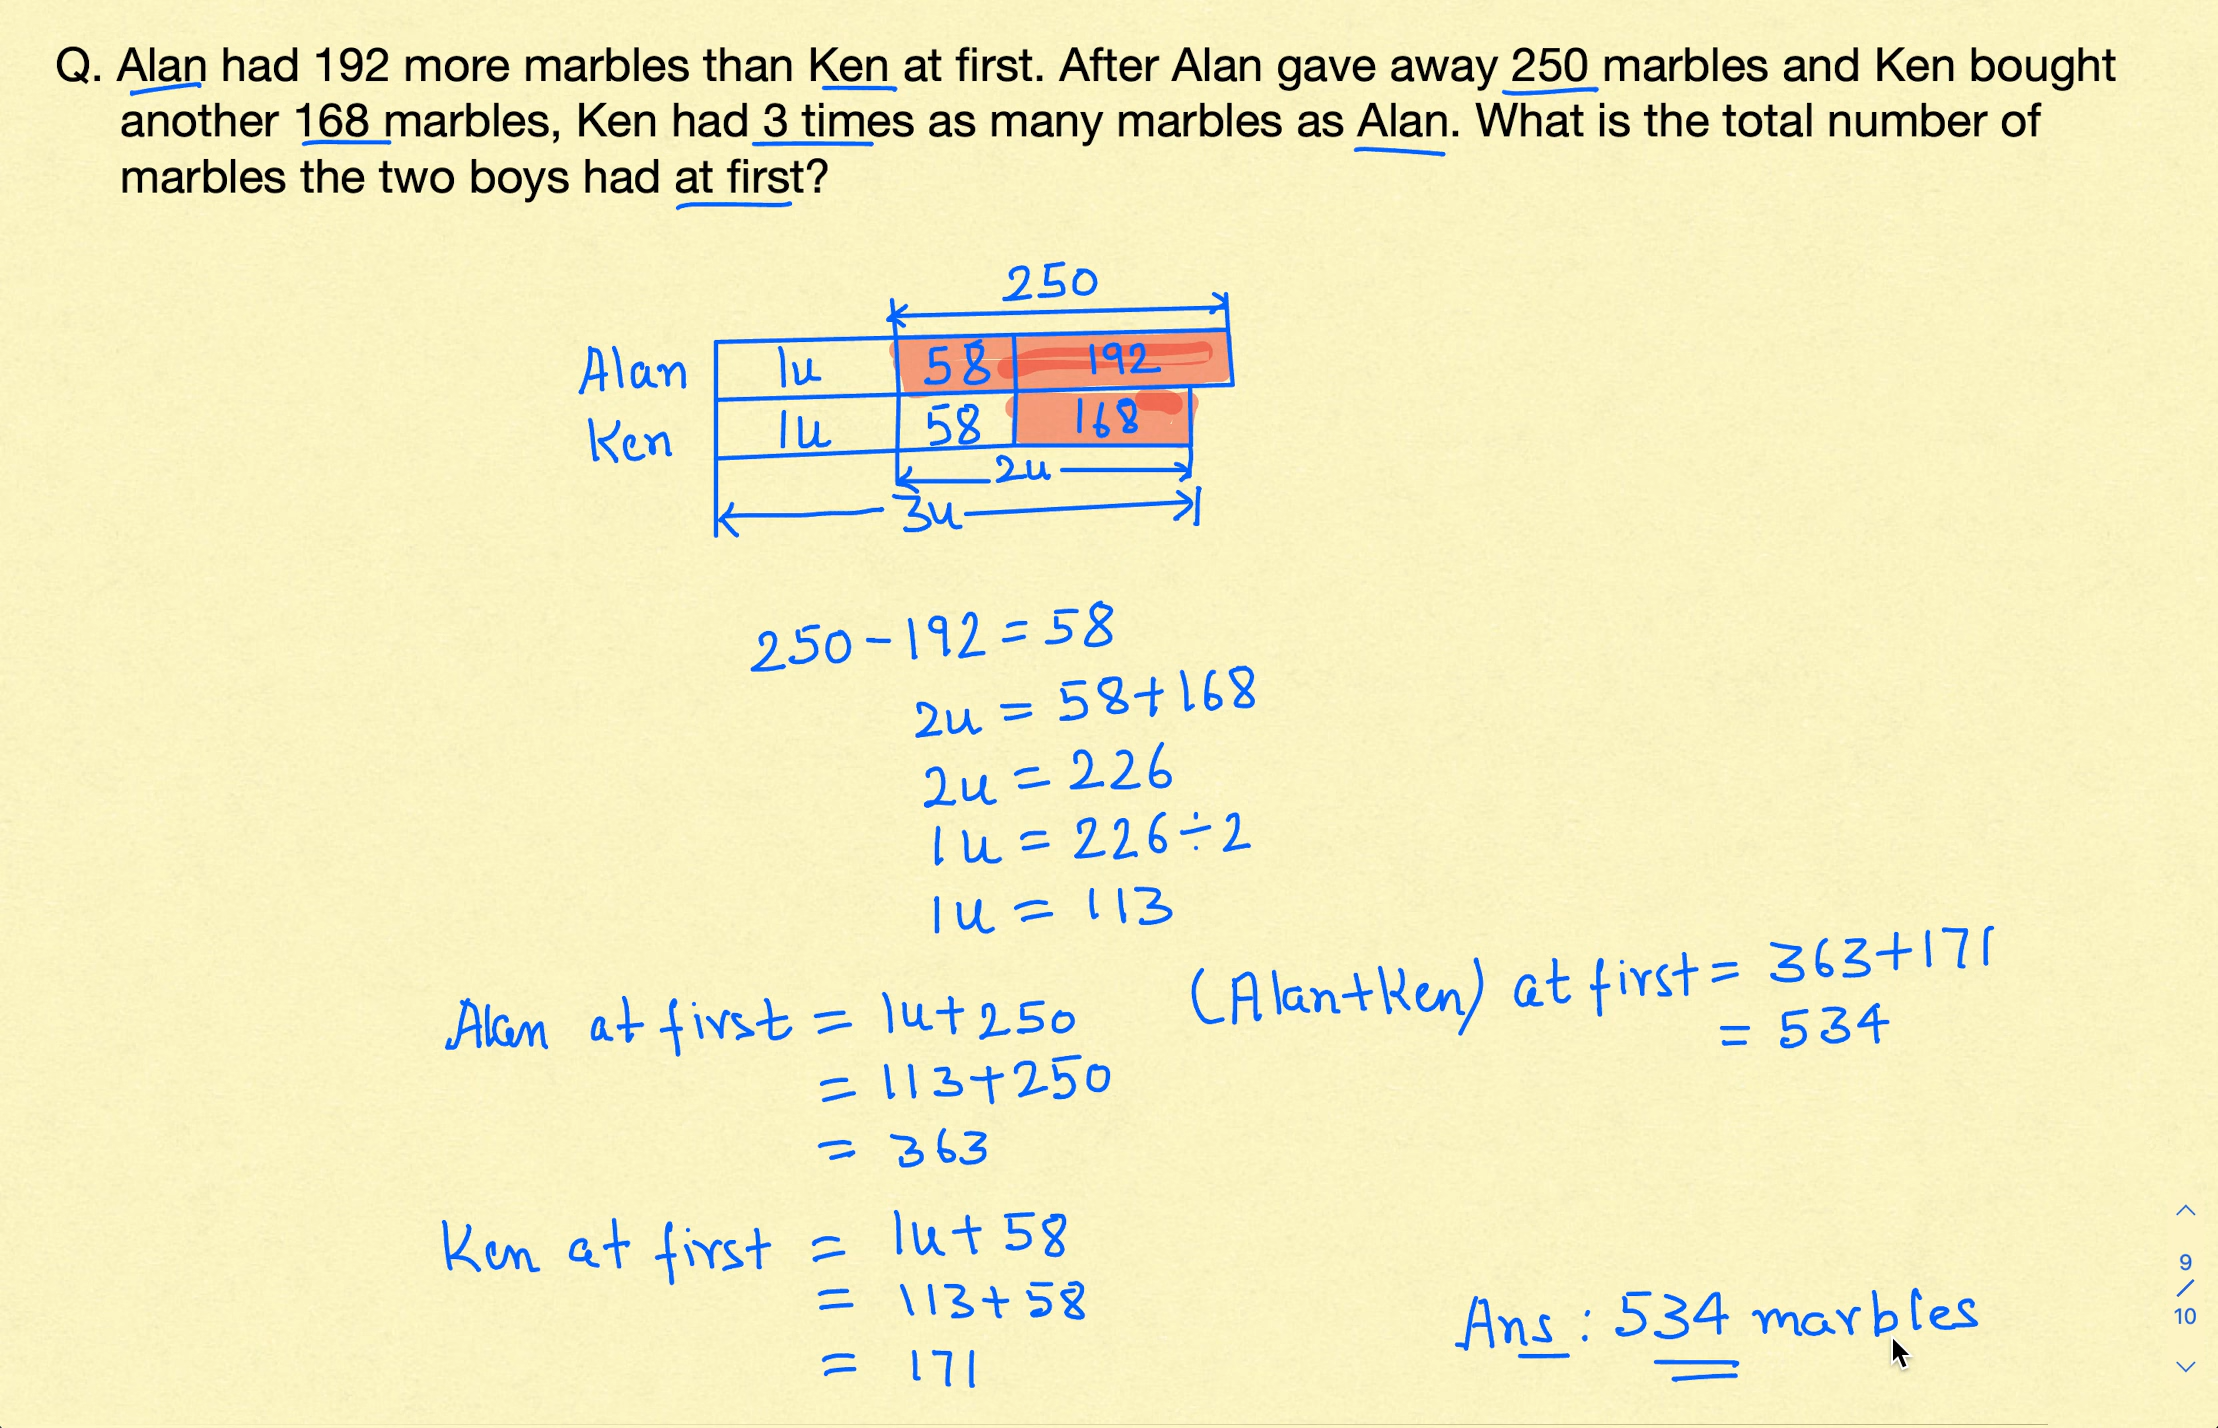 Q. Alan had 192 more marbles than Ken at first. After Alan gave away 250 marbles and Ken bought
another 168 marbles, Ken had 3 times as many marbles as Alan. What is the total number of
marbles the two boys had at first?
250
Alan 1u 58 192
Ken 1u 58 168
2u
3u
250-192=58
2u = 58+168
2u = 226
1u = 226÷2
1u = 113
Alan at first = 1u+250
= 113+250
= 363
Ken at first = 1u+58
= 113+58
= 171
(Alan+Ken) at first = 363+171
= 534
Ans: 534 marbles
9
/
10